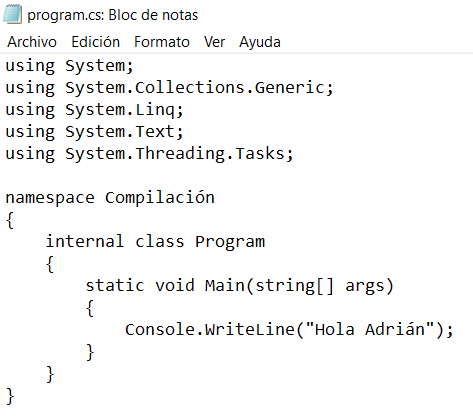 program.cs: Bloc de notas
Archivo Edición Formato Ver Ayuda
using System;
using System.Collections.Generic;
using System.Linq;
using System.Text;
using System.Threading.Tasks;

namespace Compilación
{
    internal class Program
    {
        static void Main(string[] args)
        {
            Console.WriteLine("Hola Adrián");
        }
    }
}